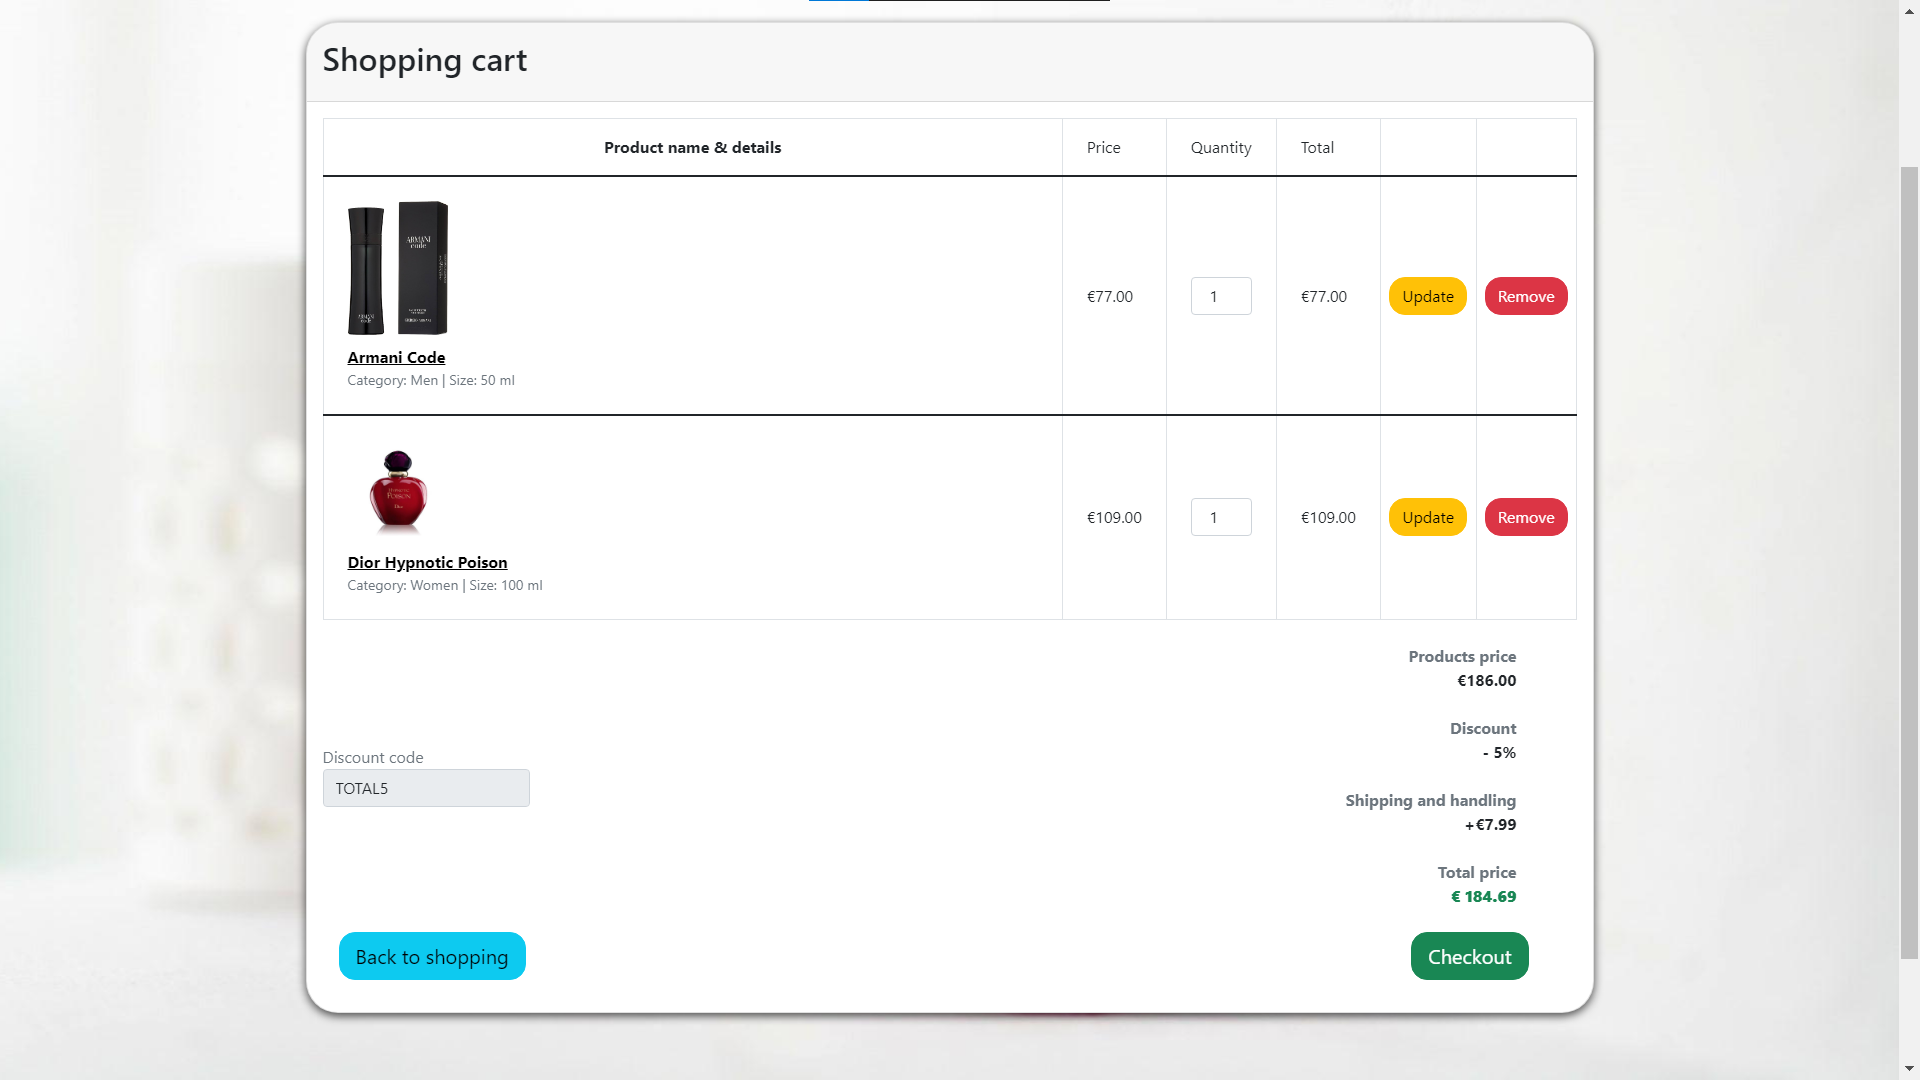 Shopping cart
Product name & details
Price
Quantity
Total
ARMANI
code
ARMANI
code
€77.00
1
€77.00
Update
Remove
Armani Code
Category: Men | Size: 50 ml
POISON
Dior
€109.00
1
€109.00
Update
Remove
Dior Hypnotic Poison
Category: Women | Size: 100 ml
Products price
€186.00
Discount
- 5%
Discount code
TOTAL5
Shipping and handling
+€7.99
Total price
€ 184.69
Back to shopping
Checkout